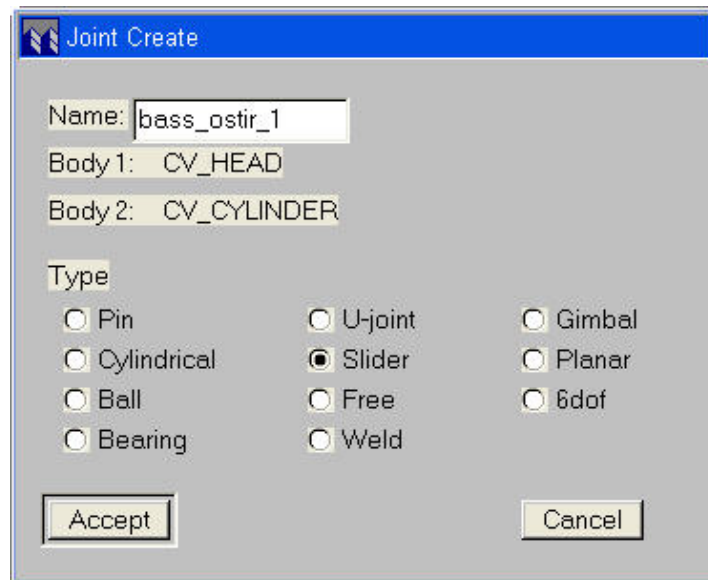 Joint Create
Name: bass_ostir_1
Body 1: CV_HEAD
Body 2: CV_CYLINDER
Type
Pin U-joint Gimbal
Cylindrical Slider Planar
Ball Free 6dof
Bearing Weld
Accept Cancel